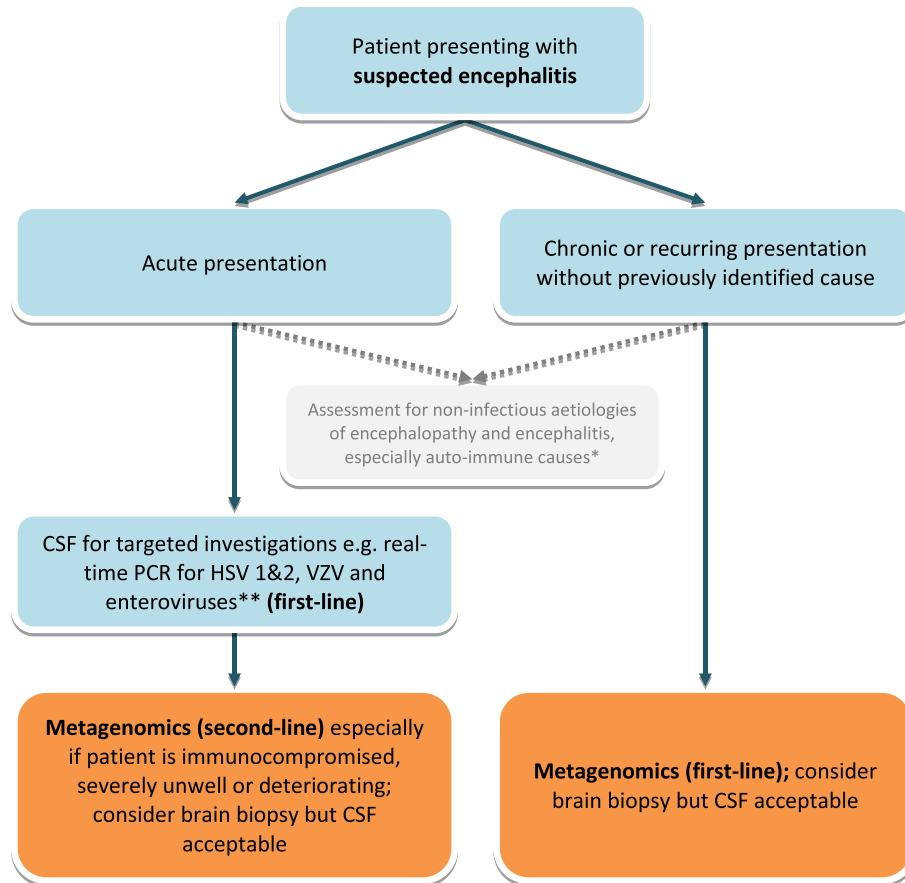 Patient presenting with
suspected encephalitis
Acute presentation
Chronic or recurring presentation
without previously identified cause
Assessment for non-infectious aetiologies
of encephalopathy and encephalitis,
especially auto-immune causes*
CSF for targeted investigations e.g. real-
time PCR for HSV 1&2, VZV and
enteroviruses** (first-line)
Metagenomics (second-line) especially
if patient is immunocompromised,
severely unwell or deteriorating;
consider brain biopsy but CSF
acceptable
Metagenomics (first-line); consider
brain biopsy but CSF acceptable